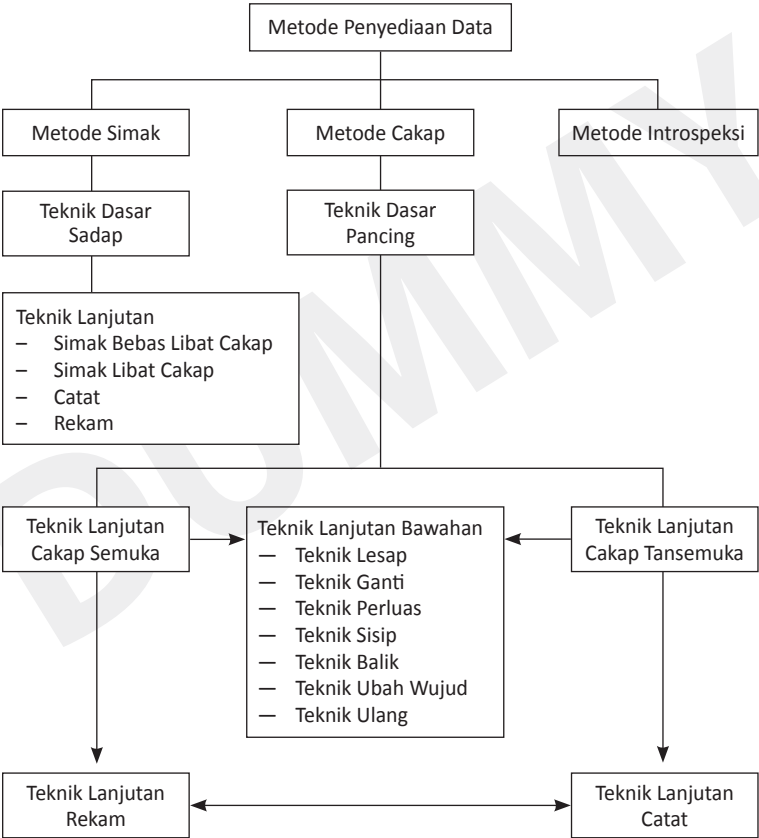 Metode Penyediaan Data
Metode Simak
Metode Cakap
Metode Introspeksi
Teknik Dasar
Sadap
Teknik Dasar
Pancing
Teknik Lanjutan
– Simak Bebas Libat Cakap
– Simak Libat Cakap
– Catat
– Rekam
Teknik Lanjutan
Cakap Semuka
Teknik Lanjutan Bawahan
— Teknik Lesap
— Teknik Ganti
— Teknik Perluas
— Teknik Sisip
— Teknik Balik
— Teknik Ubah Wujud
— Teknik Ulang
Teknik Lanjutan
Cakap Tansemuka
Teknik Lanjutan
Rekam
Teknik Lanjutan
Catat
DUMMY